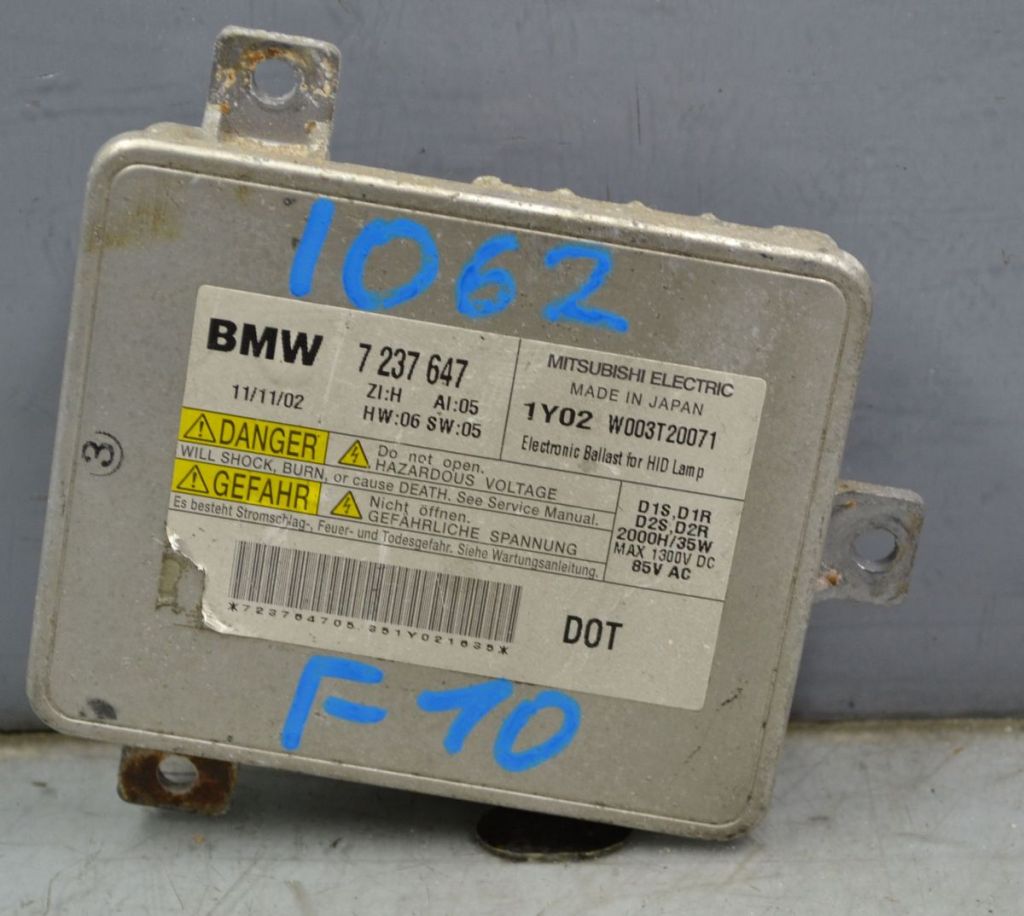 1062
BMW
7 237 647
11/11/02
ZI:H AI:05
HW:06 SW:05
MITSUBISHI ELECTRIC
MADE IN JAPAN
1Y02 W003T20071
Electronic Ballast for HID Lamp
DANGER
Do not open.
HAZARDOUS VOLTAGE
WILL SHOCK, BURN, or cause DEATH. See Service Manual.
GEFAHR
Nicht öffnen.
GEFÄHRLICHE SPANNUNG
Es besteht Stromschlag-, Feuer- und Todesgefahr. Siehe Wartungsanleitung.
D1S,D1R
D2S,D2R
2000H/35W
MAX 1300V DC
85V AC
*723764705 351Y021635*
DOT
3
F-10